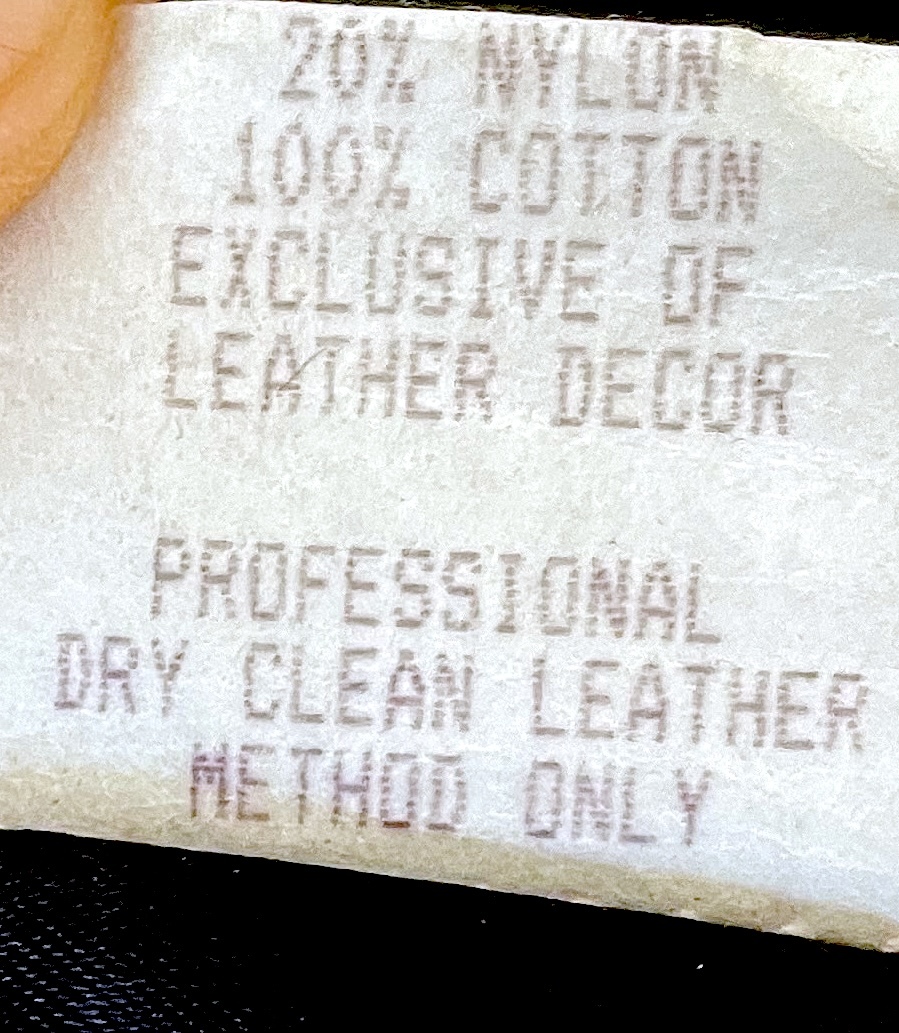 20% NYLON
100% COTTON
EXCLUSIVE OF
LEATHER DECOR
PROFESSIONAL
DRY CLEAN LEATHER
METHOD ONLY